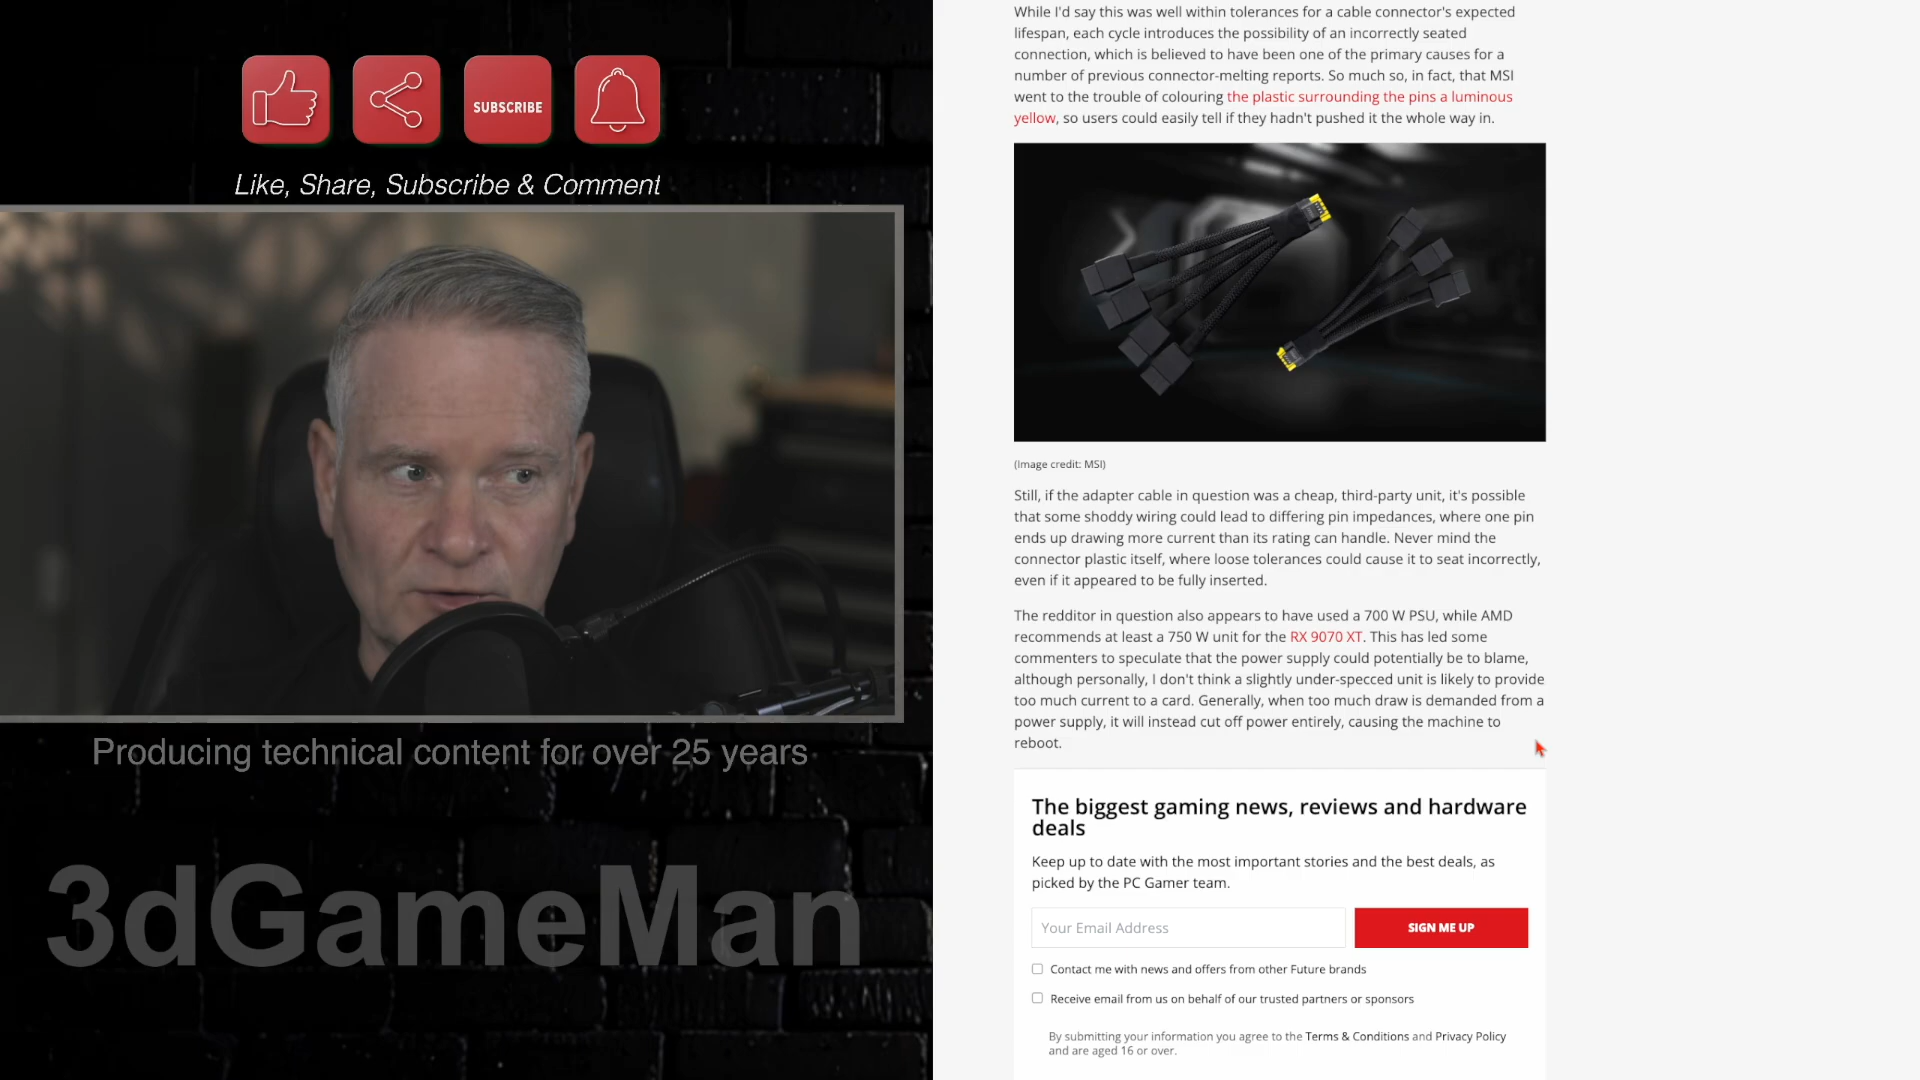 SUBSCRIBE
Like, Share, Subscribe & Comment
Producing technical content for over 25 years
3dGameMan
While I'd say this was well within tolerances for a cable connector's expected
lifespan, each cycle introduces the possibility of an incorrectly seated
connection, which is believed to have been one of the primary causes for a
number of previous connector-melting reports. So much so, in fact, that MSI
went to the trouble of colouring the plastic surrounding the pins a luminous
yellow, so users could easily tell if they hadn't pushed it the whole way in.
(Image credit: MSI)
Still, if the adapter cable in question was a cheap, third-party unit, it's possible
that some shoddy wiring could lead to differing pin impedances, where one pin
ends up drawing more current than its rating can handle. Never mind the
connector plastic itself, where loose tolerances could cause it to seat incorrectly,
even if it appeared to be fully inserted.
The redditor in question also appears to have used a 700 W PSU, while AMD
recommends at least a 750 W unit for the RX 9070 XT. This has led some
commenters to speculate that the power supply could potentially be to blame,
although personally, I don't think a slightly under-specced unit is likely to provide
too much current to a card. Generally, when too much draw is demanded from a
power supply, it will instead cut off power entirely, causing the machine to
reboot.
The biggest gaming news, reviews and hardware
deals
Keep up to date with the most important stories and the best deals, as
picked by the PC Gamer team.
Your Email Address
SIGN ME UP
Contact me with news and offers from other Future brands
Receive email from us on behalf of our trusted partners or sponsors
By submitting your information you agree to the Terms & Conditions and Privacy Policy
and are aged 16 or over.